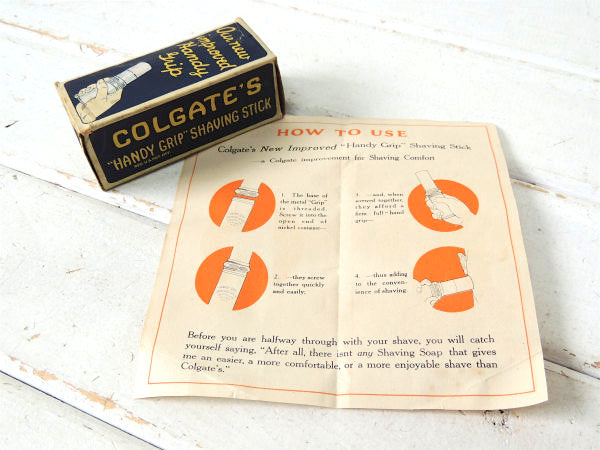 Our new
improved
Handy
Grip
COLGATE'S
"HANDY GRIP" SHAVING STICK
HOW TO USE
Colgate's New Improved "Handy Grip" Shaving Stick
—a Colgate improvement for Shaving Comfort
1. The base of
the metal "Grip"
is threaded.
Screw it into the
open end of
nickel container—
2. —they screw
together quickly
and easily;
3. —and, when
screwed together,
they afford a
firm, full-hand
grip—
4. —thus adding
to the conven-
ience of shaving.
Before you are halfway through with your shave, you will catch
yourself saying, "After all, there isnt any Shaving Soap that gives
me an easier, a more comfortable, or a more enjoyable shave than
Colgate's."